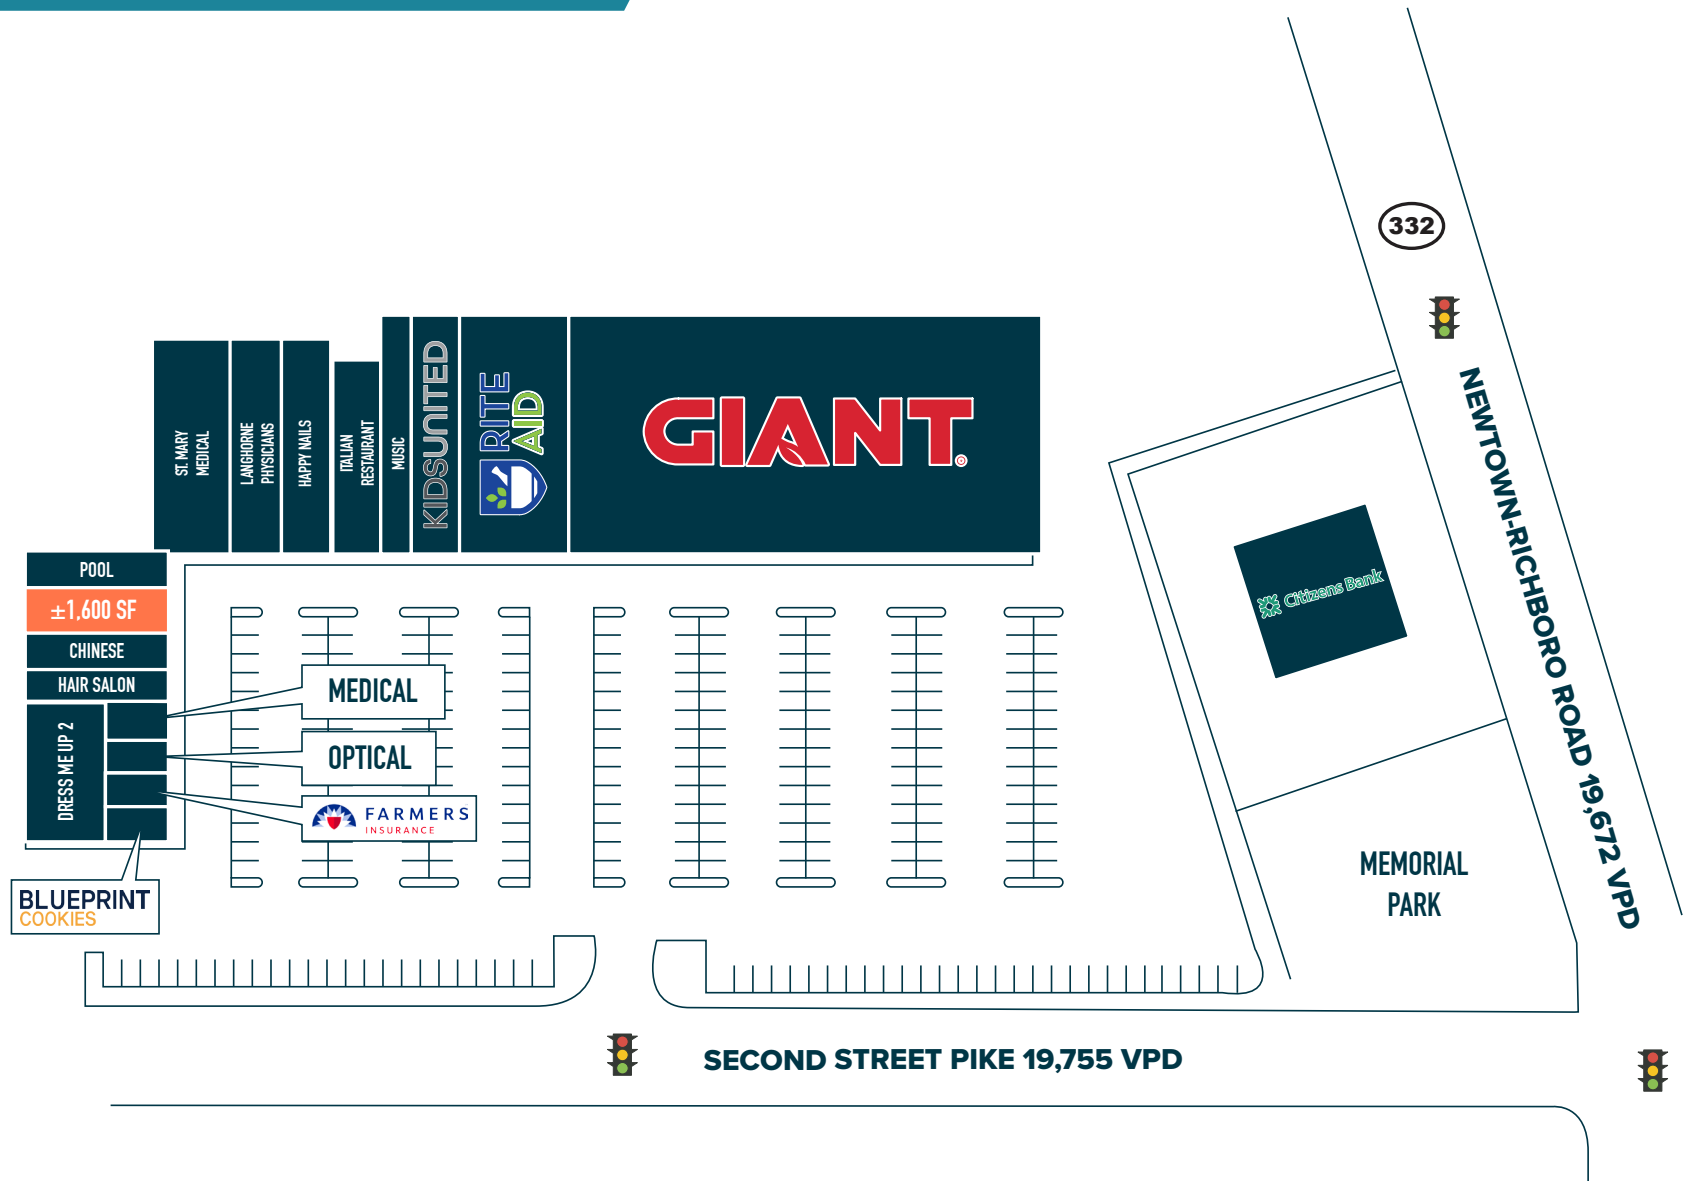 332
NEWTOWN-RICHBORO ROAD 19,672 VPD
ST. MARY
MEDICAL
LANGHORNE
PHYSICIANS
HAPPY NAILS
ITALIAN
RESTAURANT
MUSIC
KIDSUNITED
RITE
AID
GIANT
Citizens Bank
POOL
±1,600 SF
CHINESE
HAIR SALON
DRESS ME UP 2
MEDICAL
OPTICAL
FARMERS
INSURANCE
BLUEPRINT
COOKIES
MEMORIAL
PARK
SECOND STREET PIKE 19,755 VPD